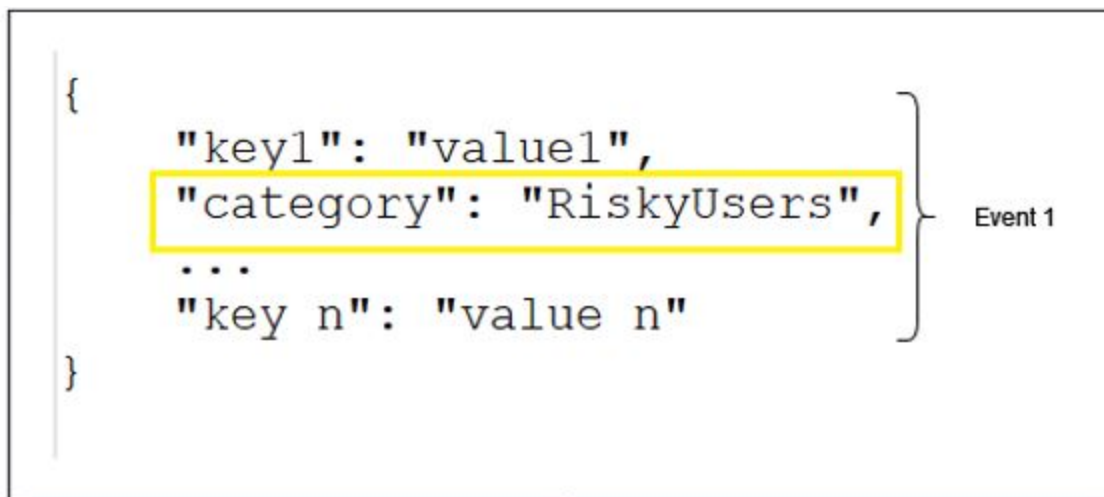 {
"key1": "value1",
"category": "RiskyUsers",
Event 1
...
"key n": "value n"
}